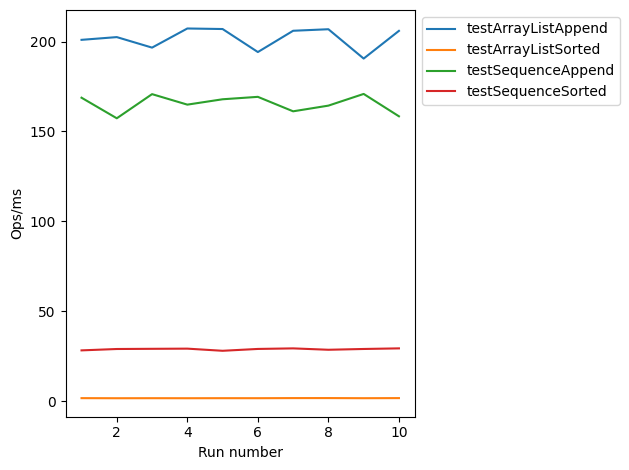 testArrayListAppend
testArrayListSorted
testSequenceAppend
testSequenceSorted
200
150
100
50
0
Ops/ms
2 4 6 8 10
Run number